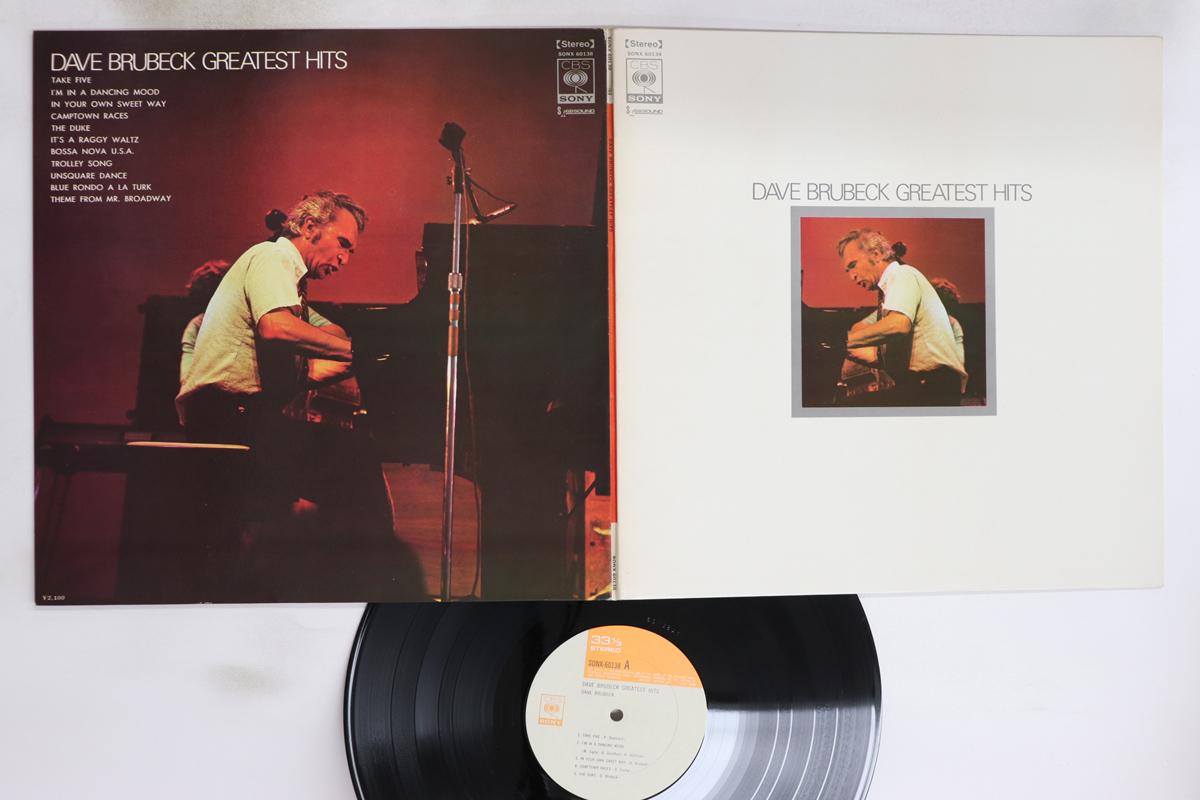 DAVE BRUBECK GREATEST HITS
TAKE FIVE
I'M IN A DANCING MOOD
IN YOUR OWN SWEET WAY
CAMPTOWN RACES
THE DUKE
IT'S A RAGGY WALTZ
BOSSA NOVA U.S.A.
TROLLEY SONG
UNSQUARE DANCE
BLUE RONDO A LA TURK
THEME FROM MR. BROADWAY
【Stereo】
SONX 60138
CBS
SONY
¥2,100
【Stereo】
SONX 60138
CBS
SONY
DAVE BRUBECK GREATEST HITS
33⅓
STEREO
SONX-60138 A
DAVE BRUBECK GREATEST HITS
DAVE BRUBECK
CBS
SONY
1. TAKE FIVE
2. I'M IN A DANCING MOOD
3. IN YOUR OWN SWEET WAY
4. CAMPTOWN RACES
5. THE DUKE